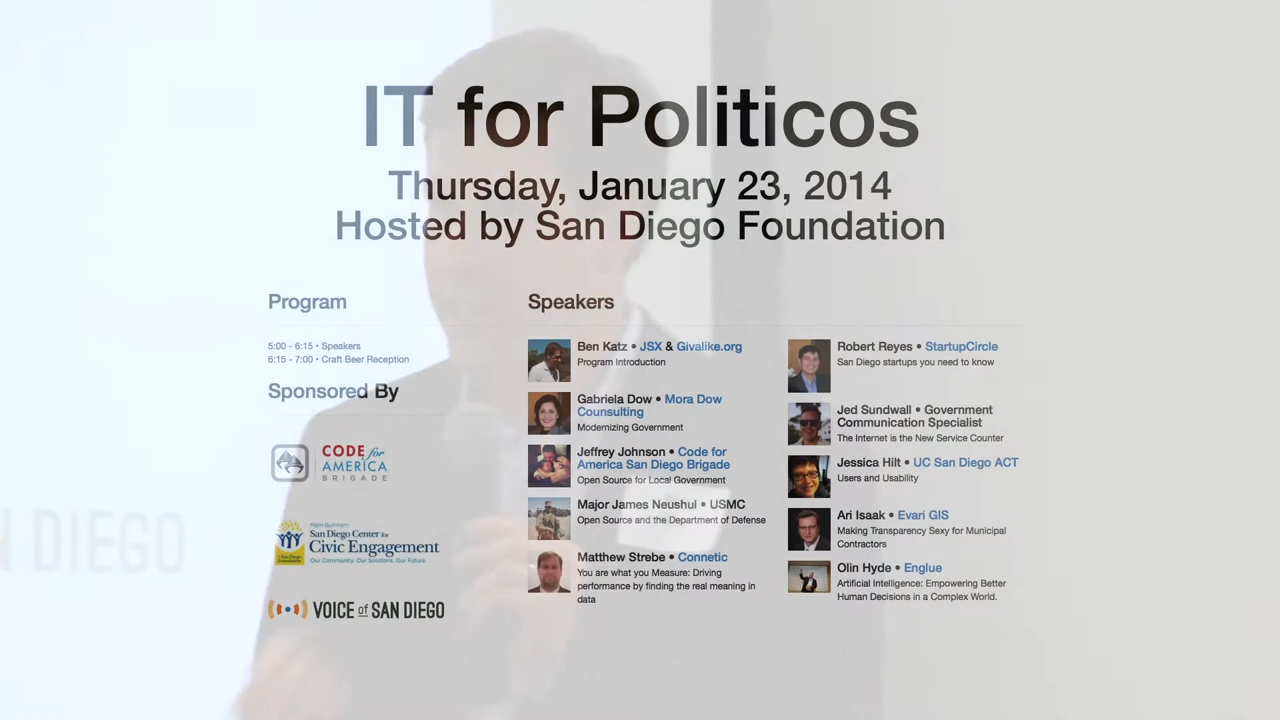 IT for Politicos
Thursday, January 23, 2014
Hosted by San Diego Foundation
Program
5:00 - 6:15 • Speakers
6:15 - 7:00 • Craft Beer Reception
Sponsored By
CODE for
AMERICA
BRIGADE
San Diego Center for
Civic Engagement
Our Community. Our Solutions. Our Future.
VOICE of SAN DIEGO
Speakers
Ben Katz • JSX & Givalike.org
Program Introduction
Gabriela Dow • Mora Dow
Counsulting
Modernizing Government
Jeffrey Johnson • Code for
America San Diego Brigade
Open Source for Local Government
Major James Neushul • USMC
Open Source and the Department of Defense
Matthew Strebe • Connetic
You are what you Measure: Driving
performance by finding the real meaning in
data
Robert Reyes • StartupCircle
San Diego startups you need to know
Jed Sundwall • Government
Communication Specialist
The Internet is the New Service Counter
Jessica Hilt • UC San Diego ACT
Users and Usability
Ari Isaak • Evari GIS
Making Transparency Sexy for Municipal
Contractors
Olin Hyde • Englue
Artificial Intelligence: Empowering Better
Human Decisions in a Complex World.
N DIEGO